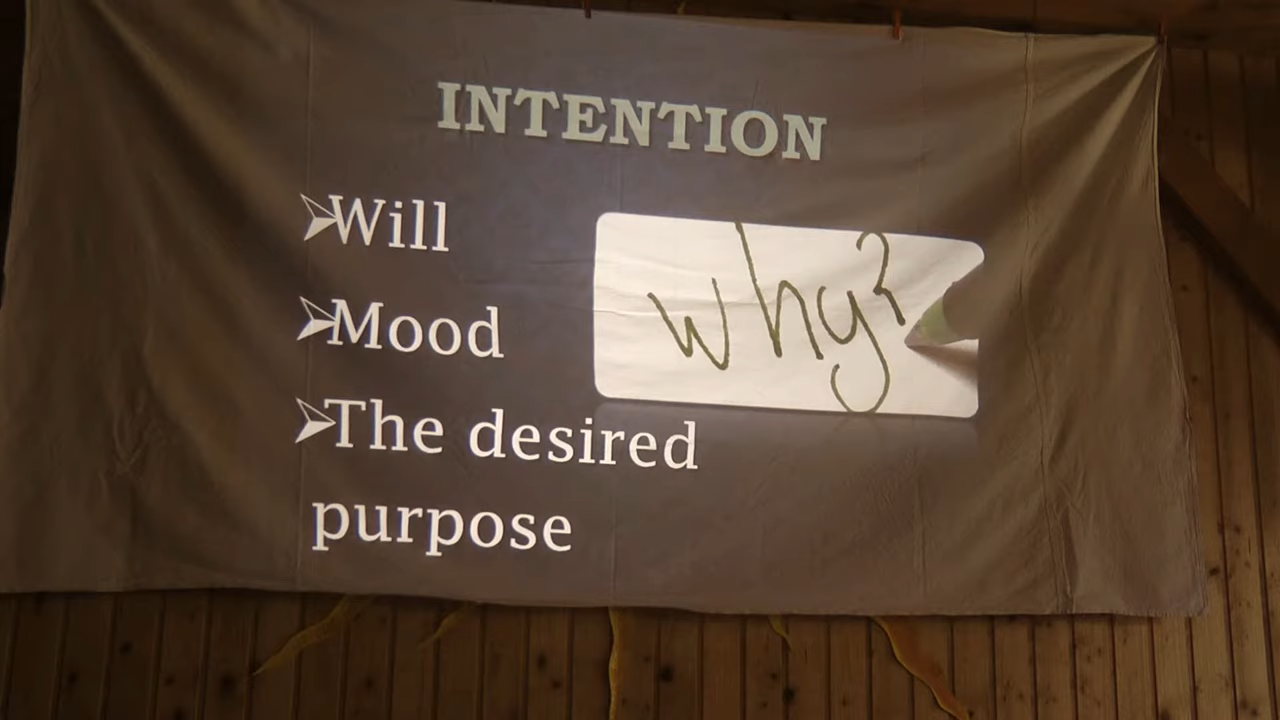 INTENTION
Will
Mood
The desired
purpose
why?